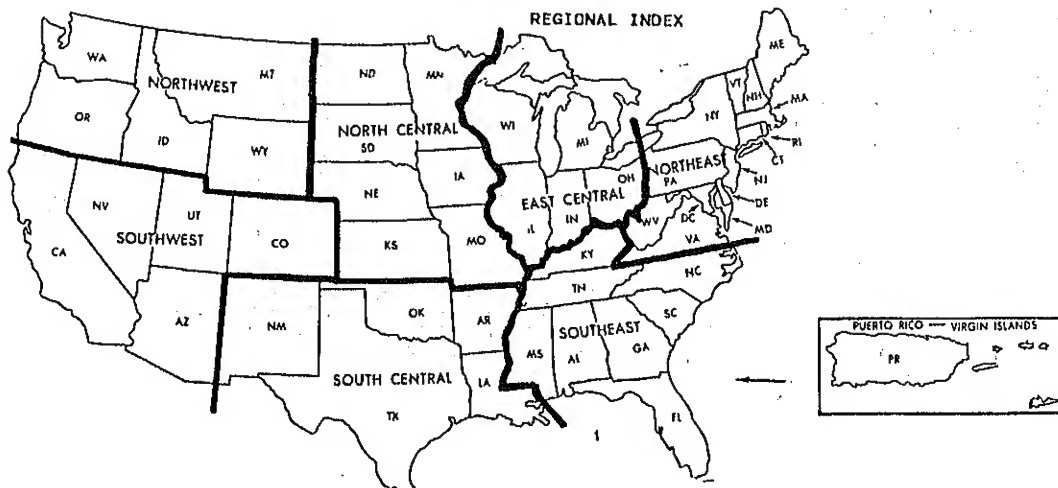 REGIONAL INDEX
WA
MT
ND
MN
ME
NORTHWEST
VT
NH
MA
OR
ID
WY
NORTH CENTRAL
SD
WI
MI
NY
RI
CT
IA
NORTHEAST
PA
NJ
NE
OH
EAST CENTRAL
NV
UT
IL
IN
WV
DC
DE
MD
SOUTHWEST
CO
KS
MO
KY
VA
CA
TN
NC
AZ
NM
OK
AR
SC
SOUTHEAST
MS
AL
GA
SOUTH CENTRAL
LA
TX
FL
1
PUERTO RICO — VIRGIN ISLANDS
PR